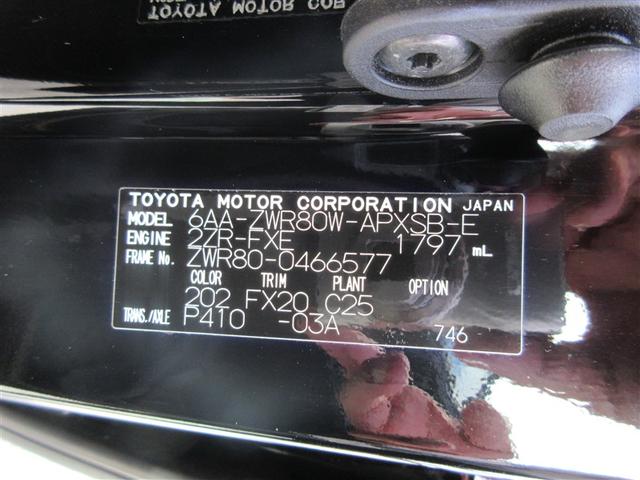 TOYOTA MOTOR CORPORATION JAPAN
MODEL 6AA-ZWR80W-APXSB-E
ENGINE 2ZR-FXE 1797 mL
FRAME No. ZWR80-0466577
COLOR TRIM PLANT OPTION
202 FX20 C25
TRANS./AXLE P410 -03A 746